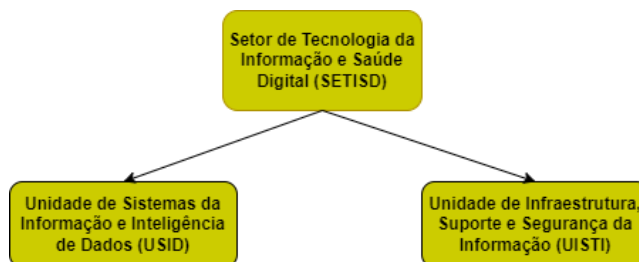 Setor de Tecnologia da
Informação e Saúde
Digital (SETISD)
Unidade de Sistemas da
Informação e Inteligência
de Dados (USID)
Unidade de Infraestrutura,
Suporte e Segurança da
Informação (UISTI)